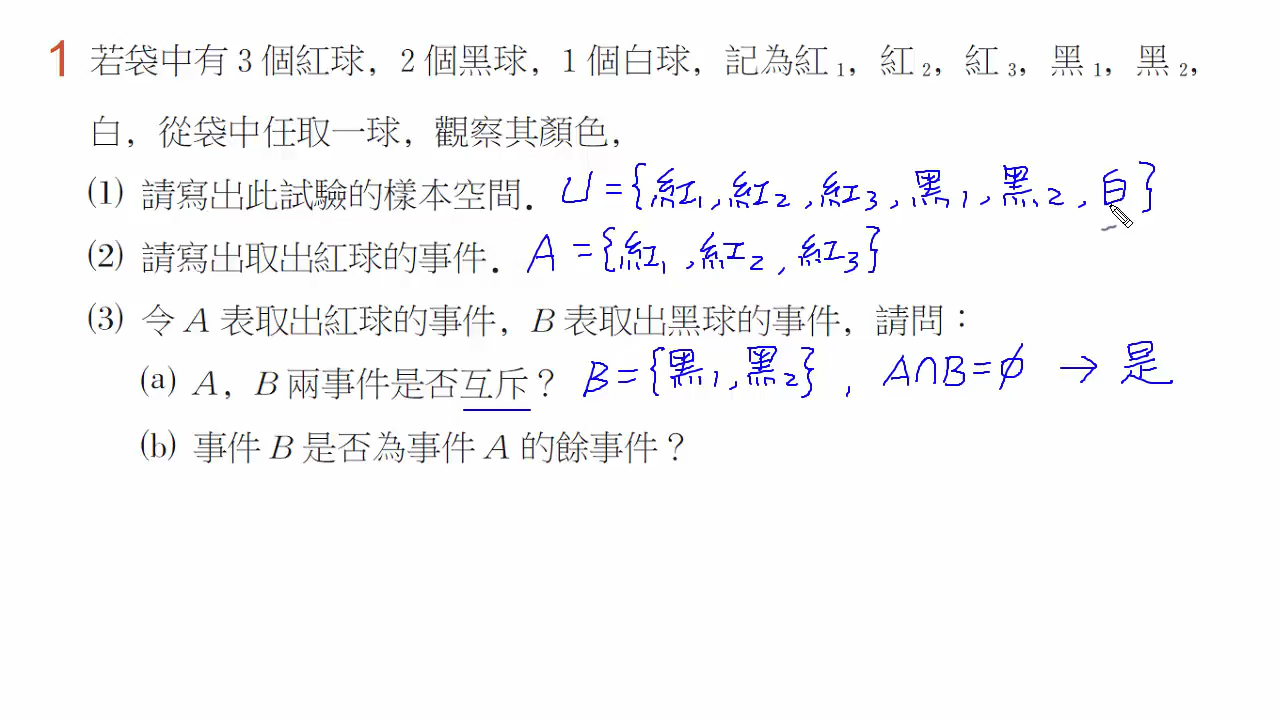 1 若袋中有 3 個紅球，2 個黑球，1 個白球，記為紅₁，紅₂，紅₃，黑₁，黑₂，
白，從袋中任取一球，觀察其顏色，
(1) 請寫出此試驗的樣本空間． U={紅₁,紅₂,紅₃,黑₁,黑₂,白}
(2) 請寫出取出紅球的事件． A={紅₁,紅₂,紅₃}
(3) 令 A 表取出紅球的事件，B 表取出黑球的事件，請問：
(a) A，B 兩事件是否互斥？ B={黑₁,黑₂}, A∩B=∅ → 是
(b) 事件 B 是否為事件 A 的餘事件？